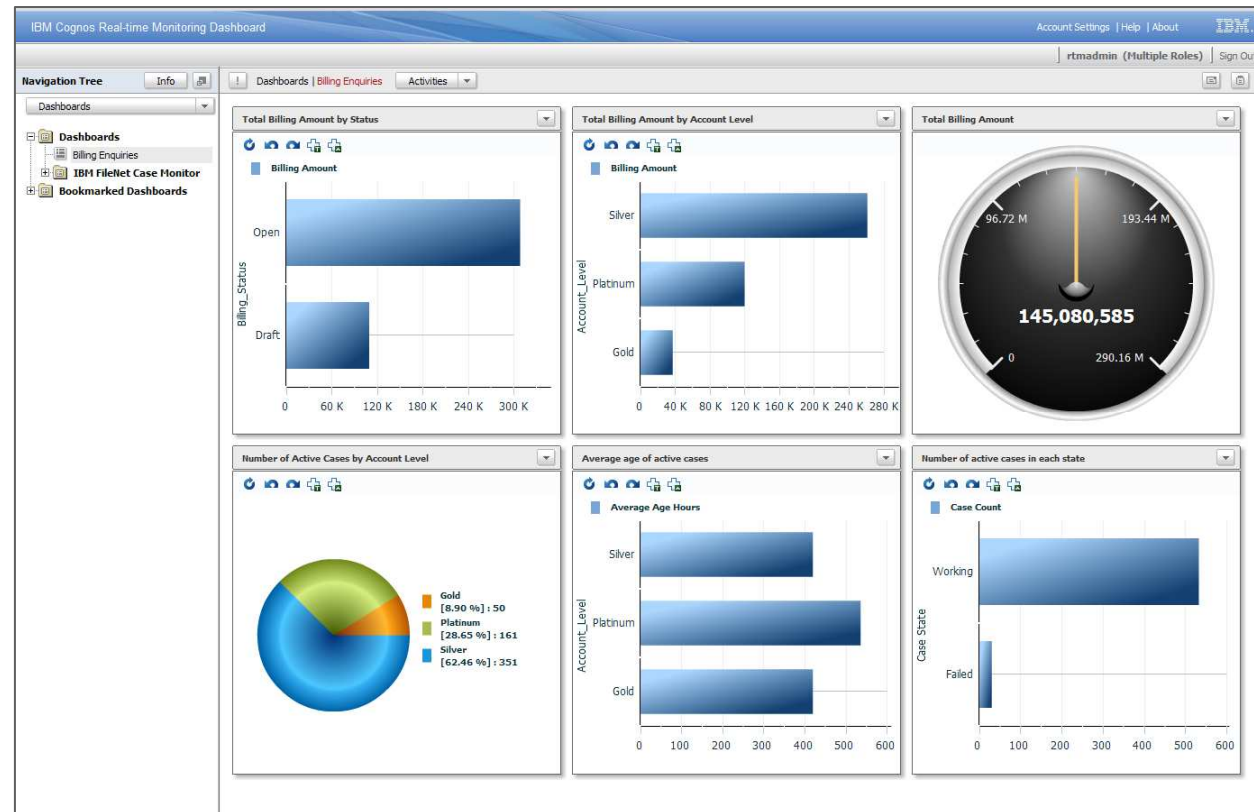 IBM Cognos Real-time Monitoring Dashboard
Account Settings | Help | About
IBM.
rtmadmin (Multiple Roles) | Sign Out
Navigation Tree
Info
! Dashboards | Billing Enquiries
Activities
Dashboards
Dashboards
Billing Enquiries
IBM FileNet Case Monitor
Bookmarked Dashboards
Total Billing Amount by Status
Billing Amount
Billing_Status
Open
Draft
0 60 K 120 K 180 K 240 K 300 K
Total Billing Amount by Account Level
Billing Amount
Account_Level
Silver
Platinum
Gold
0 40 K 80 K 120 K 160 K 200 K 240 K 280 K
Total Billing Amount
96.72 M 193.44 M
145,080,585
0 290.16 M
Number of Active Cases by Account Level
Gold
[8.90 %] : 50
Platinum
[28.65 %] : 161
Silver
[62.46 %] : 351
Average age of active cases
Average Age Hours
Account_Level
Silver
Platinum
Gold
0 100 200 300 400 500 600
Number of active cases in each state
Case Count
Case State
Working
Failed
0 100 200 300 400 500 600